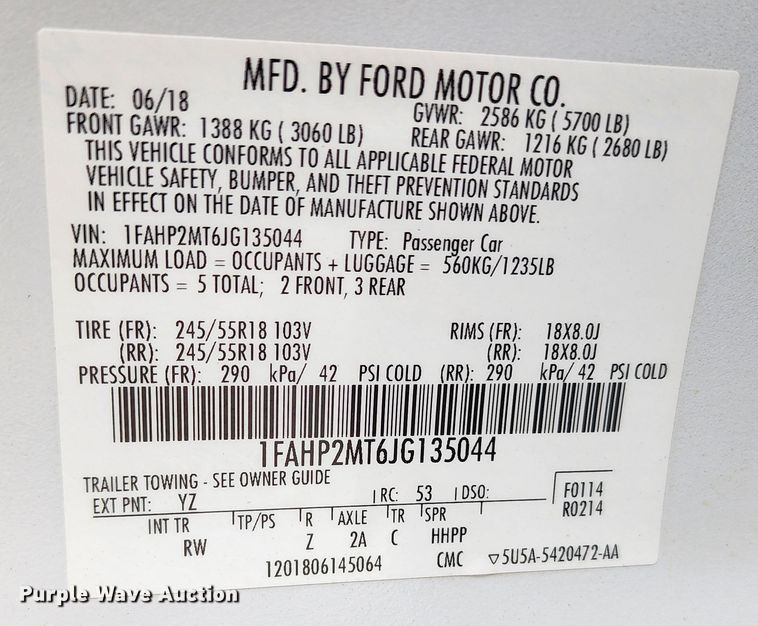 MFD. BY FORD MOTOR CO.
DATE: 06/18 GVWR: 2586 KG ( 5700 LB)
FRONT GAWR: 1388 KG ( 3060 LB) REAR GAWR: 1216 KG ( 2680 LB)
THIS VEHICLE CONFORMS TO ALL APPLICABLE FEDERAL MOTOR
VEHICLE SAFETY, BUMPER, AND THEFT PREVENTION STANDARDS
IN EFFECT ON THE DATE OF MANUFACTURE SHOWN ABOVE.
VIN: 1FAHP2MT6JG135044 TYPE: Passenger Car
MAXIMUM LOAD = OCCUPANTS + LUGGAGE = 560KG/1235LB
OCCUPANTS = 5 TOTAL; 2 FRONT, 3 REAR
TIRE (FR): 245/55R18 103V RIMS (FR): 18X8.0J
(RR): 245/55R18 103V (RR): 18X8.0J
PRESSURE (FR): 290 kPa/ 42 PSI COLD (RR): 290 kPa/ 42 PSI COLD
1FAHP2MT6JG135044
TRAILER TOWING - SEE OWNER GUIDE
EXT PNT: YZ RC: 53 DSO: F0114
R0214
INT TR TP/PS R AXLE TR SPR
RW Z 2A C HHPP
1201806145064 CMC ▽5U5A-5420472-AA
Purple Wave Auction